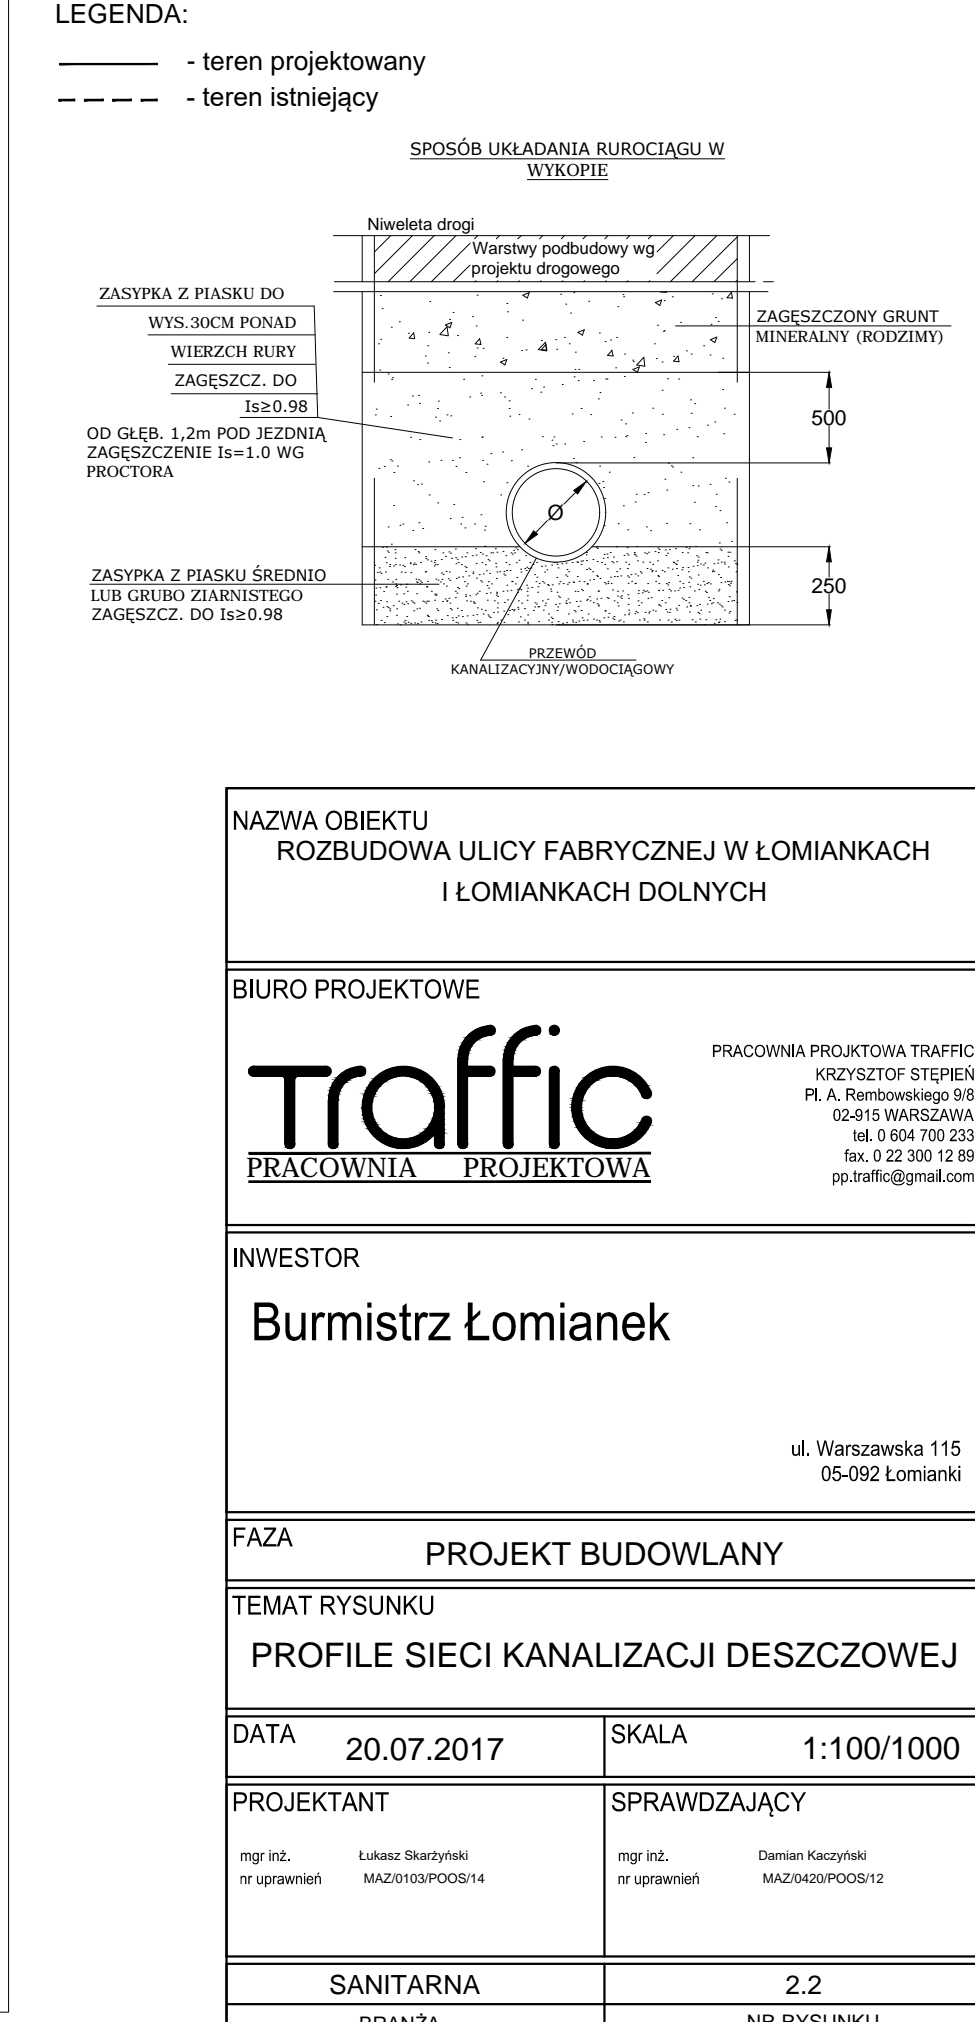 LEGENDA:
- teren projektowany
- teren istniejący
SPOSÓB UKŁADANIA RUROCIĄGU W
WYKOPIE
Niweleta drogi
Warstwy podbudowy wg
projektu drogowego
ZASYPKA Z PIASKU DO
WYS.30CM PONAD
WIERZCH RURY
ZAGĘSZCZ. DO
Is≥0.98
OD GŁĘB. 1,2m POD JEZDNIĄ
ZAGĘSZCZENIE Is=1.0 WG
PROCTORA
ZAGĘSZCZONY GRUNT
MINERALNY (RODZIMY)
500
Ø
ZASYPKA Z PIASKU ŚREDNIO
LUB GRUBO ZIARNISTEGO
ZAGĘSZCZ. DO Is≥0.98
250
PRZEWÓD
KANALIZACYJNY/WODOCIĄGOWY
NAZWA OBIEKTU
ROZBUDOWA ULICY FABRYCZNEJ W ŁOMIANKACH
I ŁOMIANKACH DOLNYCH
BIURO PROJEKTOWE
Traffic
PRACOWNIA PROJEKTOWA
PRACOWNIA PROJKTOWA TRAFFIC
KRZYSZTOF STĘPIEŃ
Pl. A. Rembowskiego 9/8
02-915 WARSZAWA
tel. 0 604 700 233
fax. 0 22 300 12 89
pp.traffic@gmail.com
INWESTOR
Burmistrz Łomianek
ul. Warszawska 115
05-092 Łomianki
FAZA
PROJEKT BUDOWLANY
TEMAT RYSUNKU
PROFILE SIECI KANALIZACJI DESZCZOWEJ
DATA 20.07.2017
SKALA 1:100/1000
PROJEKTANT
mgr inż. Łukasz Skarżyński
nr uprawnień MAZ/0103/POOS/14
SPRAWDZAJĄCY
mgr inż. Damian Kaczyński
nr uprawnień MAZ/0420/POOS/12
SANITARNA
2.2
BRANŻA
NR RYSUNKU